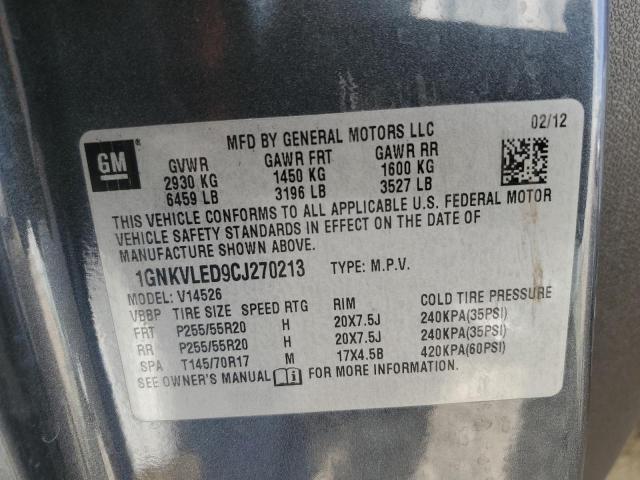 GM
MFD BY GENERAL MOTORS LLC 02/12
GVWR GAWR FRT GAWR RR
2930 KG 1450 KG 1600 KG
6459 LB 3196 LB 3527 LB
THIS VEHICLE CONFORMS TO ALL APPLICABLE U.S. FEDERAL MOTOR
VEHICLE SAFETY STANDARDS IN EFFECT ON THE DATE OF
MANUFACTURE SHOWN ABOVE.
1GNKVLED9CJ270213 TYPE: M.P.V.
MODEL: V14526
VBBP TIRE SIZE SPEED RTG RIM COLD TIRE PRESSURE
FRT P255/55R20 H 20X7.5J 240KPA(35PSI)
RR P255/55R20 H 20X7.5J 240KPA(35PSI)
SPA T145/70R17 M 17X4.5B 420KPA(60PSI)
SEE OWNER'S MANUAL FOR MORE INFORMATION.